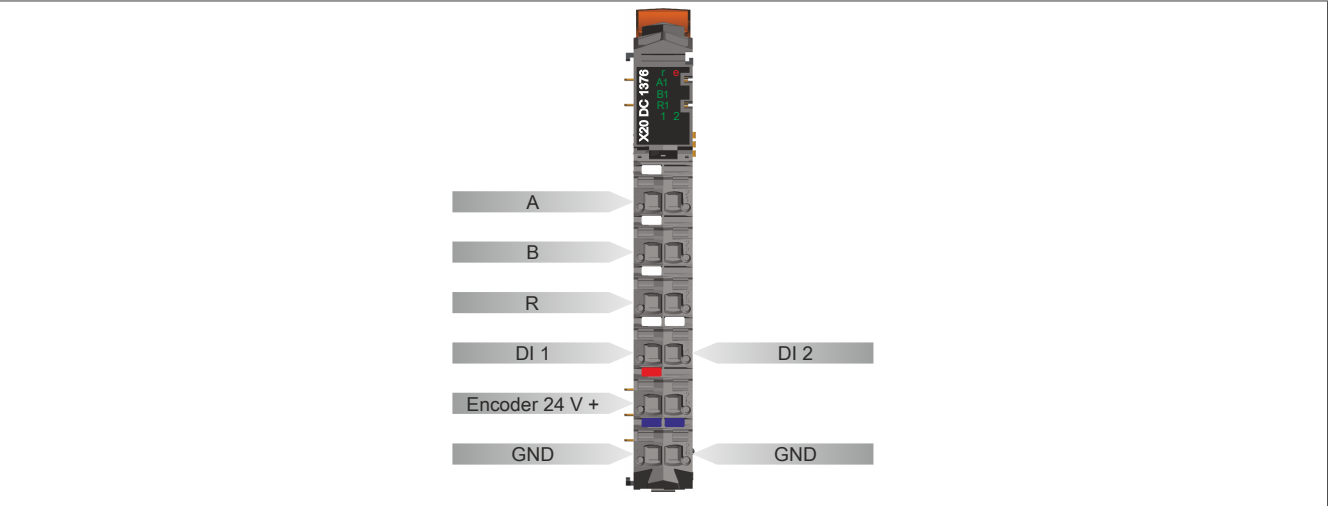 X20 DC 1376
r e
A1
B1
R1
1 2
A
B
R
DI 1 DI 2
Encoder 24 V +
GND GND